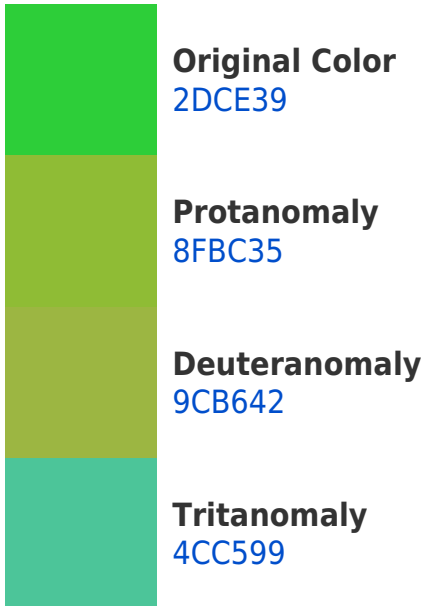 Original Color
2DCE39
Protanomaly
8FBC35
Deuteranomaly
9CB642
Tritanomaly
4CC599